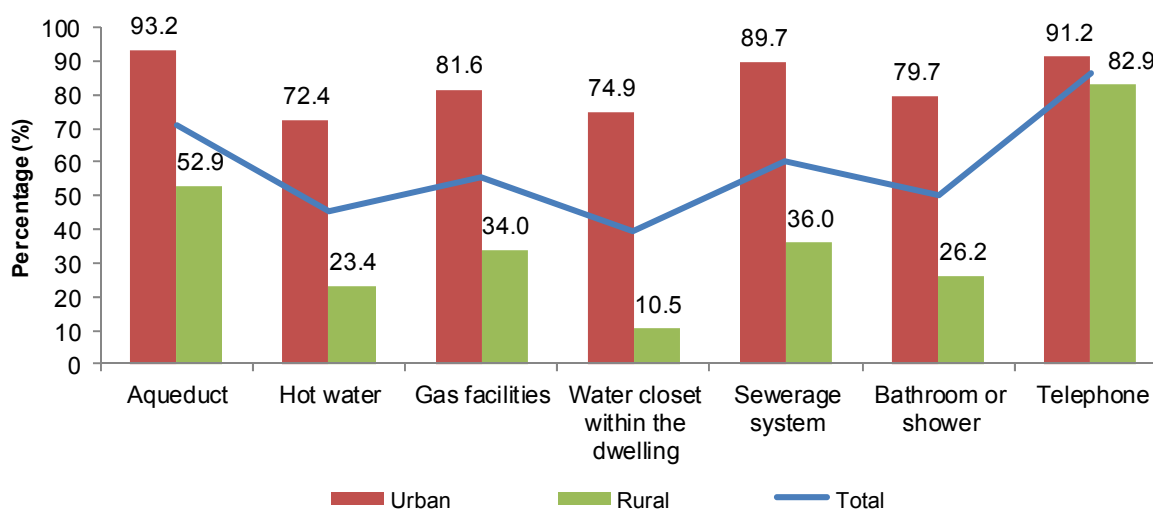 Percentage (%)
100
90
80
70
60
50
40
30
20
10
0
93.2
52.9
72.4
23.4
81.6
34.0
74.9
10.5
89.7
36.0
79.7
26.2
91.2
82.9
Aqueduct
Hot water
Gas facilities
Water closet
within the
dwelling
Sewerage
system
Bathroom or
shower
Telephone
Urban
Rural
Total